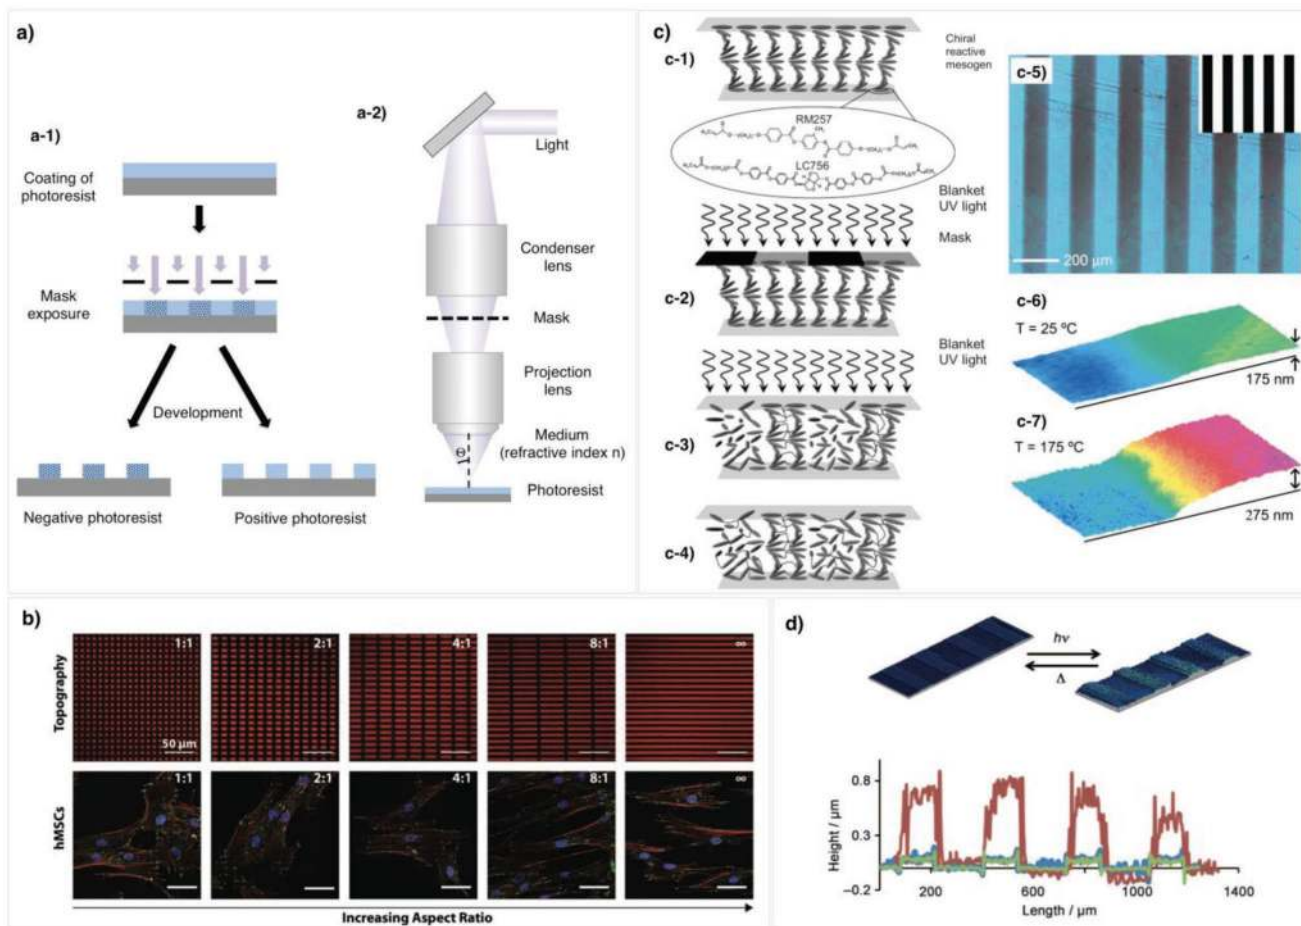 a)
a-1)
Coating of
photoresist
Mask
exposure
Development
Negative photoresist
Positive photoresist
a-2)
Light
Condenser
lens
Mask
Projection
lens
Medium
(refractive index n)
Θ
Photoresist
c)
c-1)
Chiral
reactive
mesogen
RM257
LC756
Blanket
UV light
Mask
c-2)
Blanket
UV light
c-3)
c-4)
c-5)
200 µm
c-6)
T = 25 ºC
175 nm
c-7)
T = 175 ºC
275 nm
b)
Topography
1:1
2:1
4:1
8:1
∞
50 µm
hMSCs
1:1
2:1
4:1
8:1
∞
Increasing Aspect Ratio
d)
hν
Δ
Height / µm
0.8
0.3
–0.2
200
600
1000
1400
Length / µm